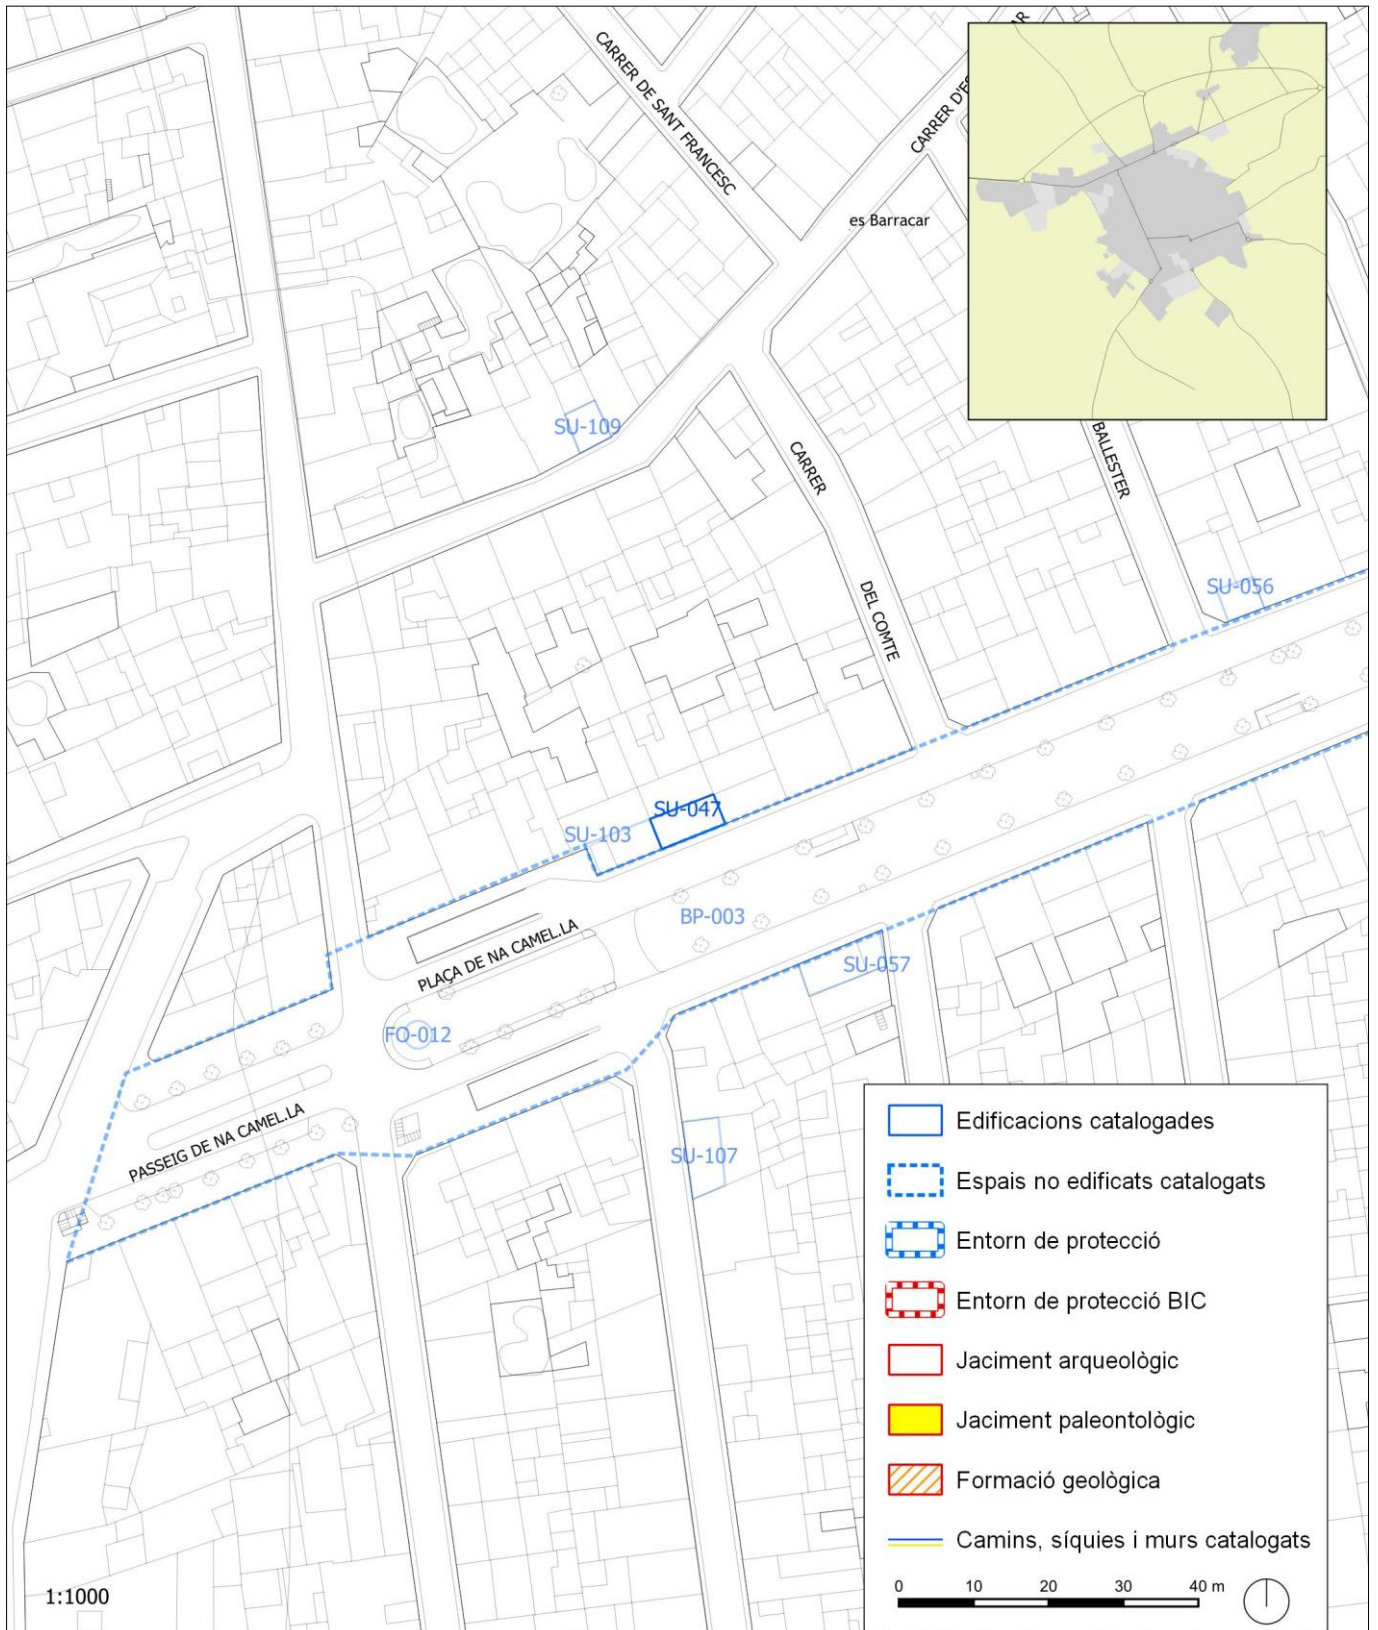 CARRER DE SANT FRANCESC
CARRER D'ES
AR
es Barracar
SU-109
CARRER
DEL COMTE
BALLESTER
SU-056
SU-047
SU-103
BP-003
PLAÇA DE NA CAMEL.LA
SU-057
FO-012
PASSEIG DE NA CAMEL.LA
SU-107
Edificacions catalogades
Espais no edificats catalogats
Entorn de protecció
Entorn de protecció BIC
Jaciment arqueològic
Jaciment paleontològic
Formació geològica
Camins, síquies i murs catalogats
0 10 20 30 40 m
1:1000